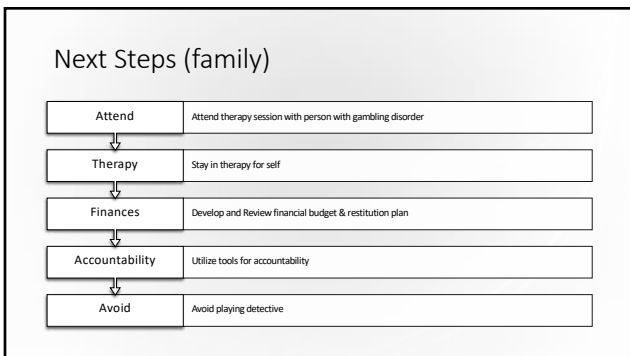 Next Steps (family)
Attend
Attend therapy session with person with gambling disorder
Therapy
Stay in therapy for self
Finances
Develop and Review financial budget & restitution plan
Accountability
Utilize tools for accountability
Avoid
Avoid playing detective